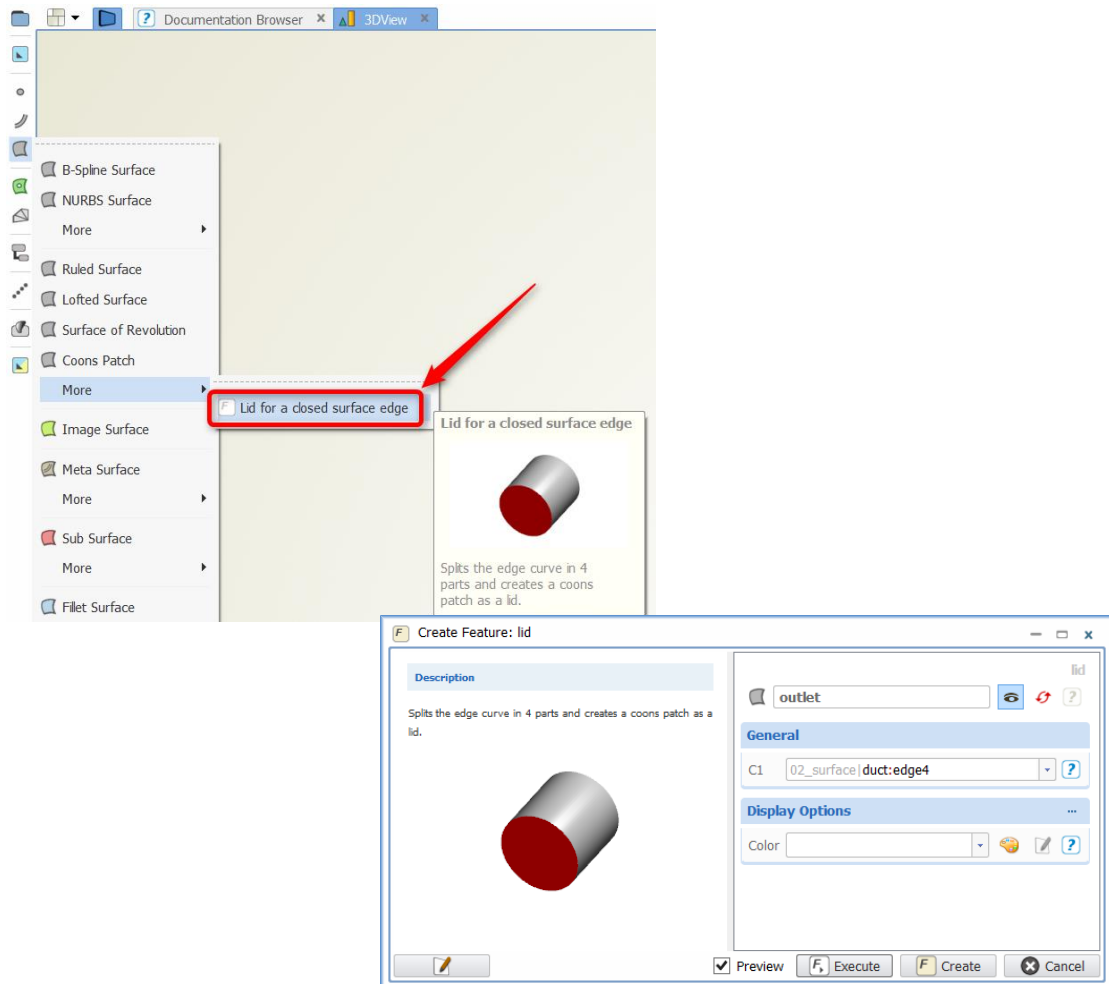 ? Documentation Browser x 3DView x
B-Spline Surface
NURBS Surface
More
Ruled Surface
Lofted Surface
Surface of Revolution
Coons Patch
More
F Lid for a closed surface edge
Image Surface
Meta Surface
More
Sub Surface
More
Fillet Surface
Lid for a closed surface edge
Splits the edge curve in 4
parts and creates a coons
patch as a lid.
F Create Feature: lid
Description
Splits the edge curve in 4 parts and creates a coons patch as a
lid.
lid
outlet ?
General
C1 02_surface|duct:edge4 ?
Display Options ...
Color ?
Preview F Execute F Create Cancel